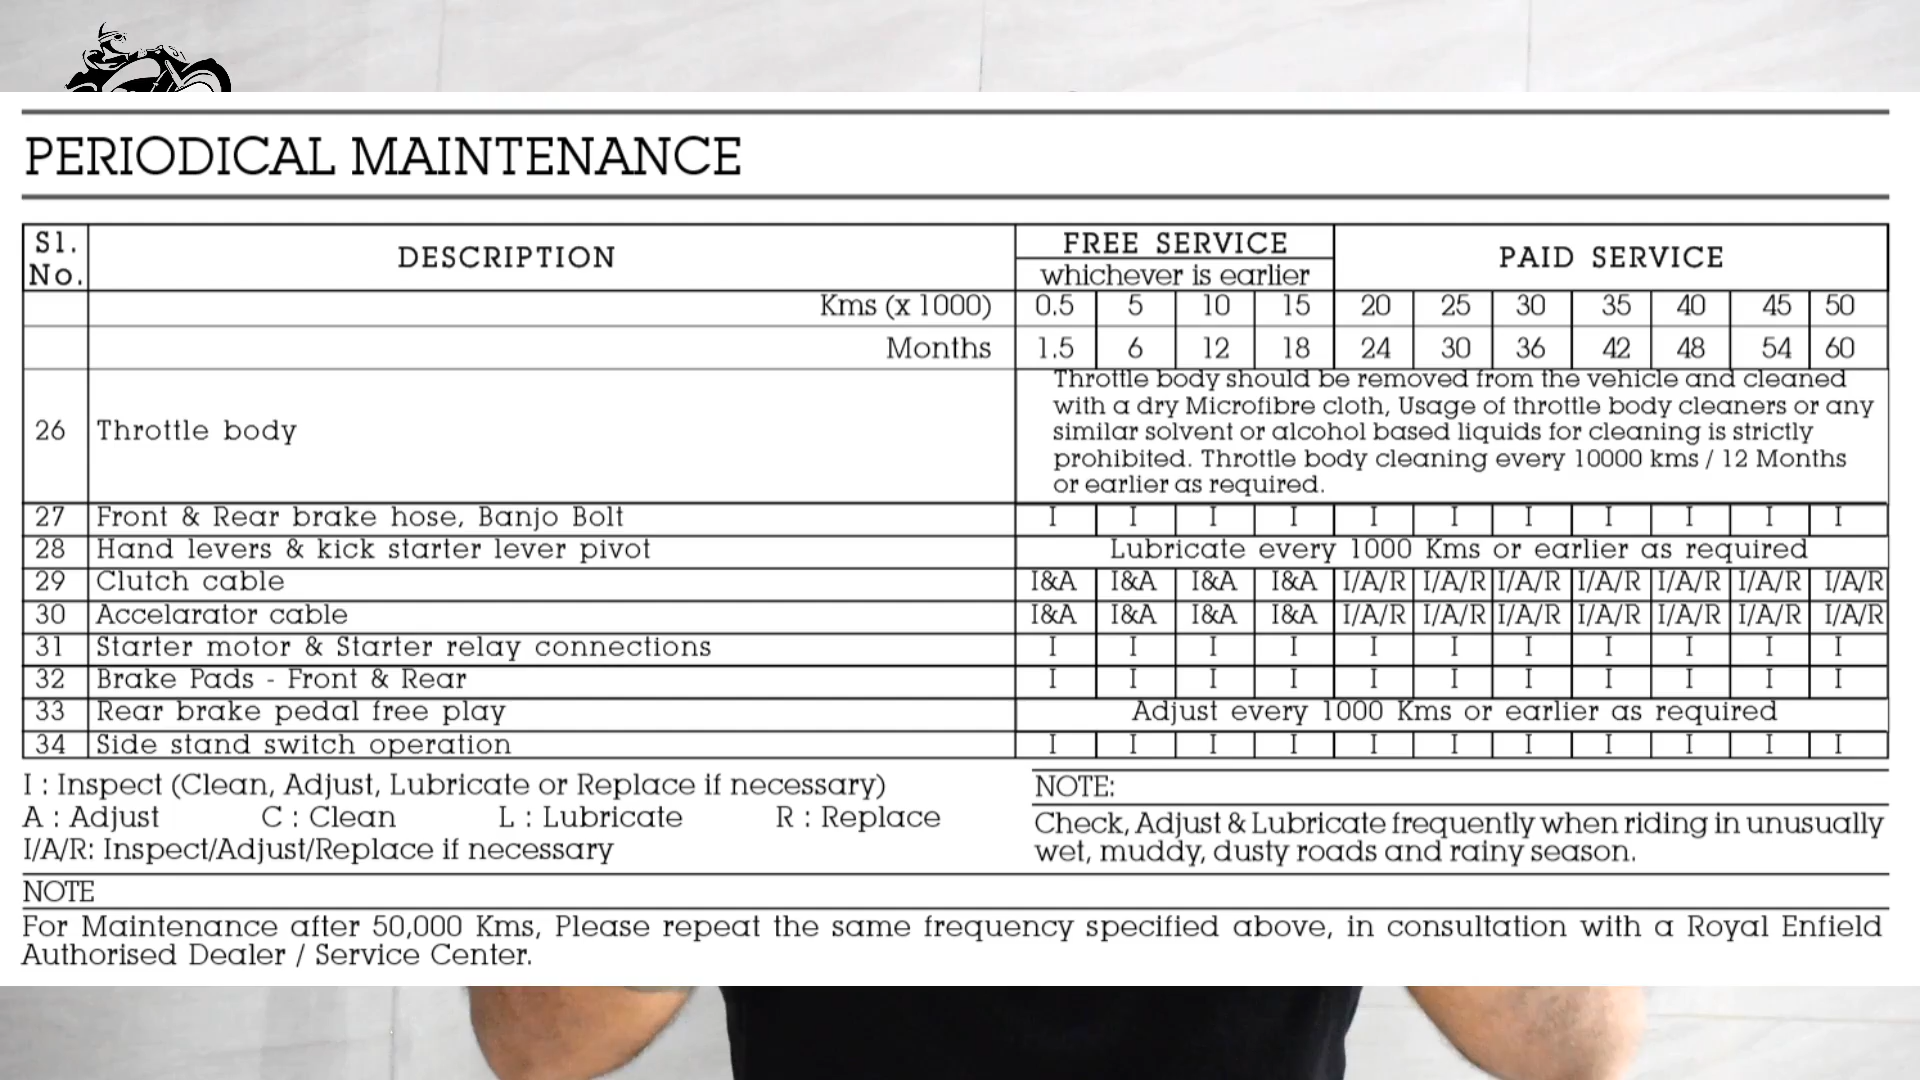 PERIODICAL MAINTENANCE
Sl. No. DESCRIPTION FREE SERVICE whichever is earlier PAID SERVICE
Kms (x 1000) 0.5 5 10 15 20 25 30 35 40 45 50
Months 1.5 6 12 18 24 30 36 42 48 54 60
26 Throttle body
Throttle body should be removed from the vehicle and cleaned
with a dry Microfibre cloth, Usage of throttle body cleaners or any
similar solvent or alcohol based liquids for cleaning is strictly
prohibited. Throttle body cleaning every 10000 kms / 12 Months
or earlier as required.
27 Front & Rear brake hose, Banjo Bolt I I I I I I I I I I I
28 Hand levers & kick starter lever pivot Lubricate every 1000 Kms or earlier as required
29 Clutch cable I&A I&A I&A I&A I/A/R I/A/R I/A/R I/A/R I/A/R I/A/R I/A/R
30 Accelarator cable I&A I&A I&A I&A I/A/R I/A/R I/A/R I/A/R I/A/R I/A/R I/A/R
31 Starter motor & Starter relay connections I I I I I I I I I I I
32 Brake Pads - Front & Rear I I I I I I I I I I I
33 Rear brake pedal free play Adjust every 1000 Kms or earlier as required
34 Side stand switch operation I I I I I I I I I I I
I : Inspect (Clean, Adjust, Lubricate or Replace if necessary)
A : Adjust C : Clean L : Lubricate R : Replace
I/A/R: Inspect/Adjust/Replace if necessary
NOTE:
Check, Adjust & Lubricate frequently when riding in unusually
wet, muddy, dusty roads and rainy season.
NOTE
For Maintenance after 50,000 Kms, Please repeat the same frequency specified above, in consultation with a Royal Enfield
Authorised Dealer / Service Center.